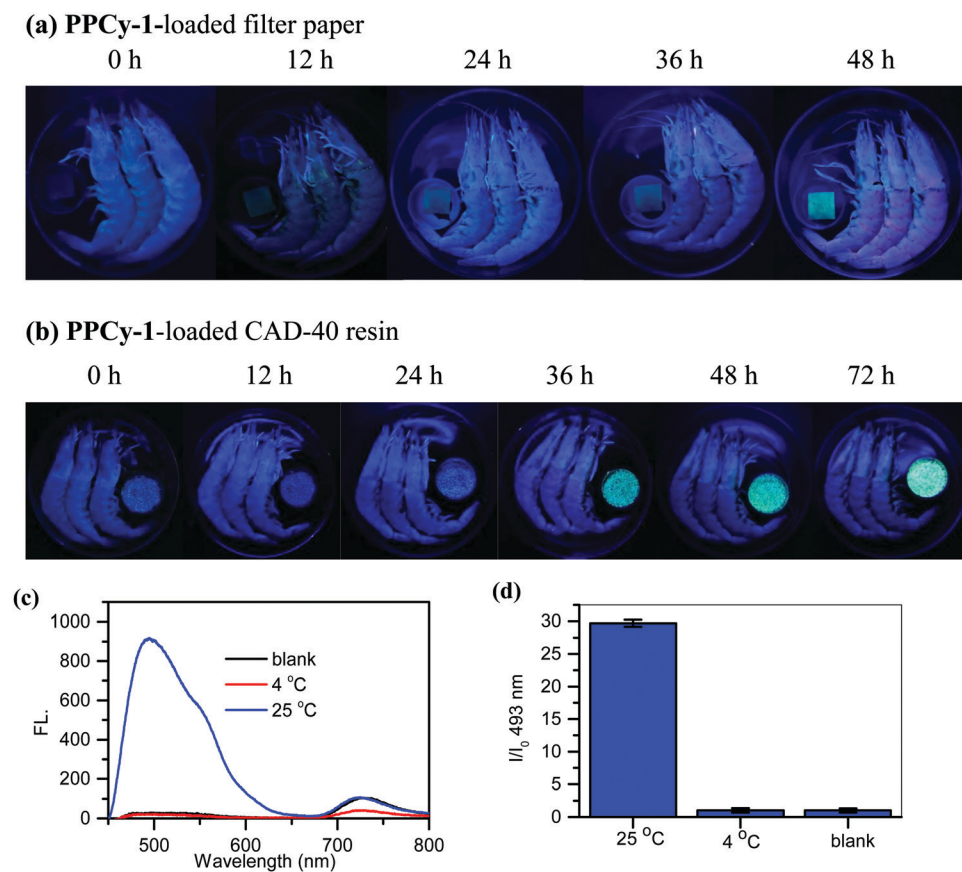 (a) PPCy-1-loaded filter paper
0 h 12 h 24 h 36 h 48 h
(b) PPCy-1-loaded CAD-40 resin
0 h 12 h 24 h 36 h 48 h 72 h
(c)
1000
800
600
400
200
0
FL.
blank
4 °C
25 °C
500 600 700 800
Wavelength (nm)
(d)
30
25
20
15
10
5
0
I/I₀ 493 nm
25 °C 4 °C blank